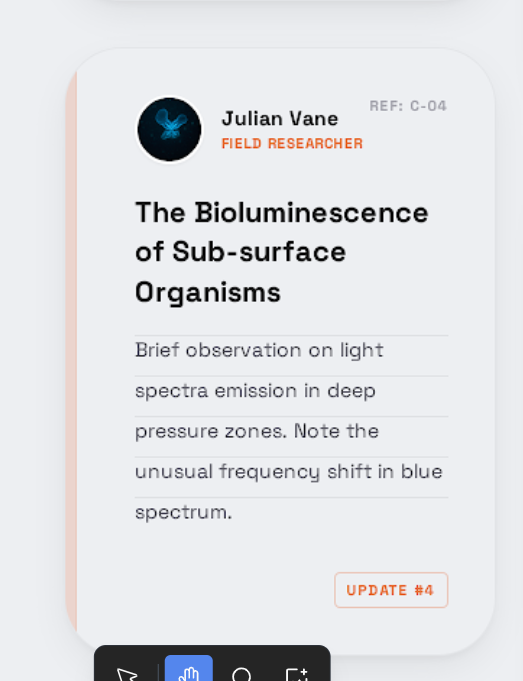 Julian Vane
REF: C-04
FIELD RESEARCHER
The Bioluminescence
of Sub-surface
Organisms
Brief observation on light
spectra emission in deep
pressure zones. Note the
unusual frequency shift in blue
spectrum.
UPDATE #4